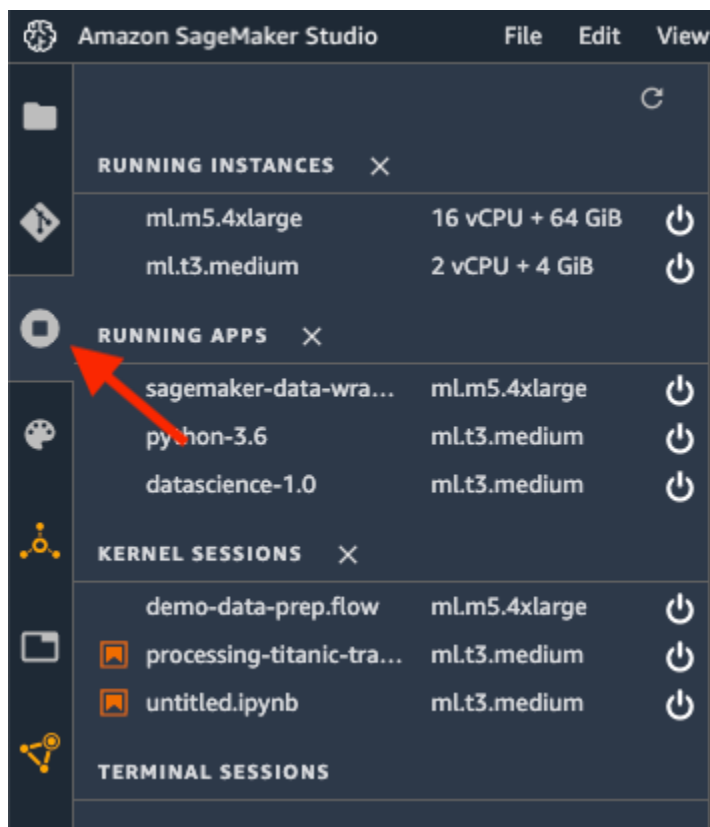 Amazon SageMaker Studio File Edit View
RUNNING INSTANCES
ml.m5.4xlarge 16 vCPU + 64 GiB
ml.t3.medium 2 vCPU + 4 GiB
RUNNING APPS
sagemaker-data-wra... ml.m5.4xlarge
python-3.6 ml.t3.medium
datascience-1.0 ml.t3.medium
KERNEL SESSIONS
demo-data-prep.flow ml.m5.4xlarge
processing-titanic-tra... ml.t3.medium
untitled.ipynb ml.t3.medium
TERMINAL SESSIONS